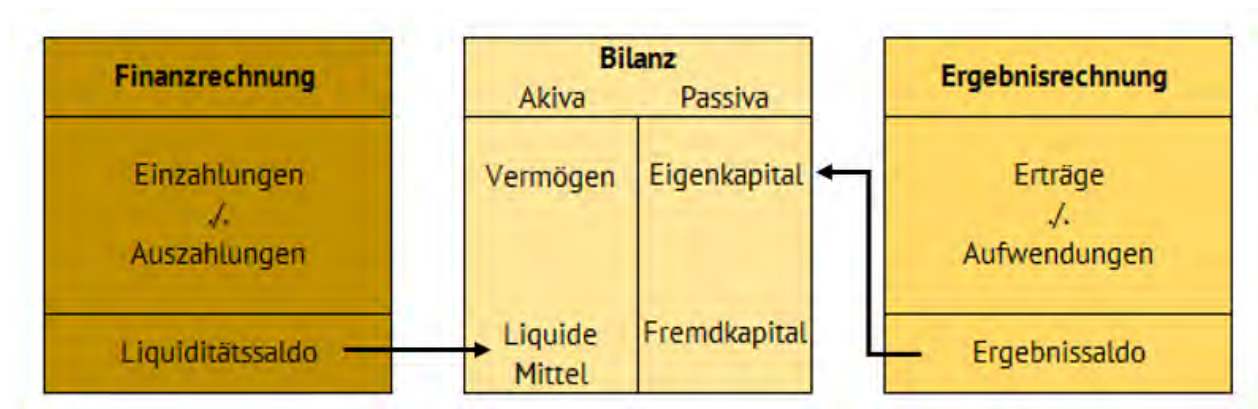 Finanzrechnung
Einzahlungen
./.
Auszahlungen
Liquiditätssaldo
Bilanz
Akiva Passiva
Vermögen Eigenkapital
Liquide Fremdkapital
Mittel
Ergebnisrechnung
Erträge
./.
Aufwendungen
Ergebnissaldo